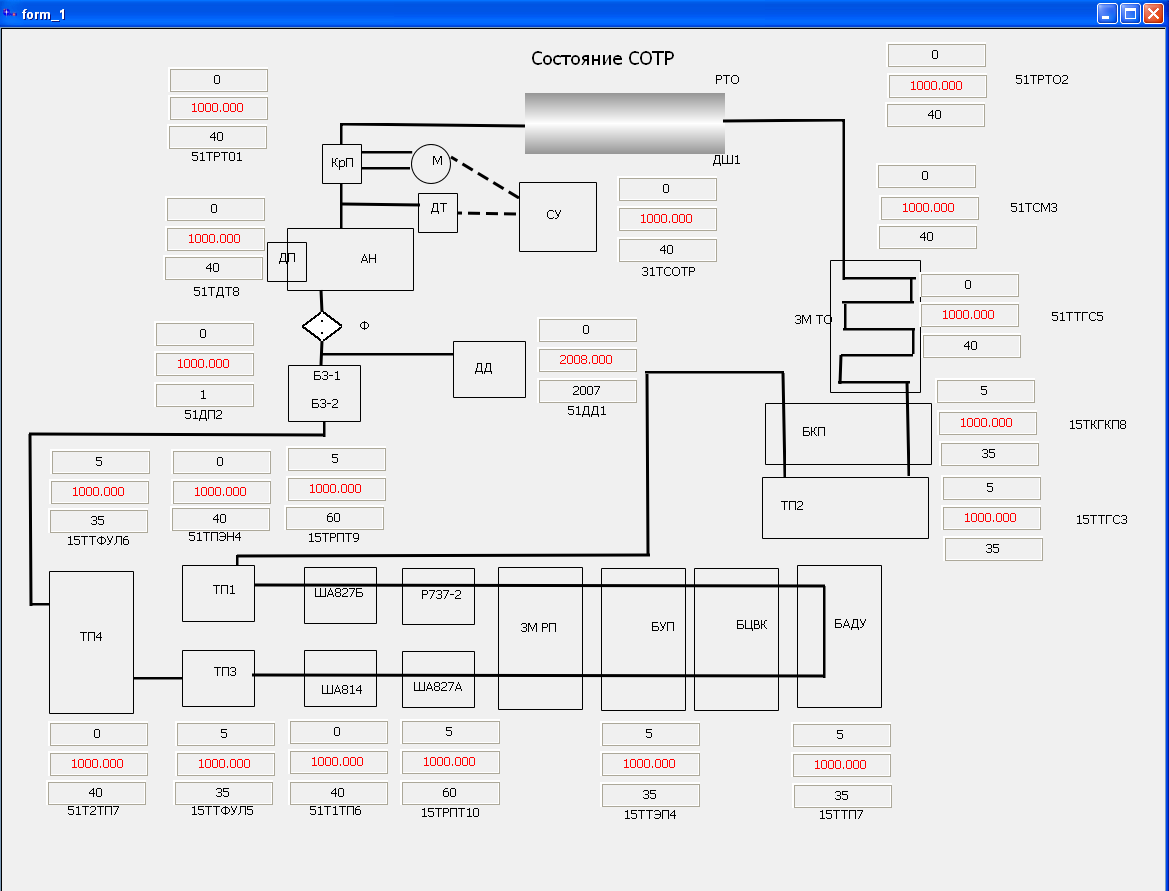 form_1
Состояние СОТР
РТО
ДШ1
0
1000.000
40
51ТРТ01
0
1000.000
40
51ТРТО2
КрП
М
ДТ
СУ
0
1000.000
40
31ТСОТР
0
1000.000
40
51ТСМ3
0
1000.000
40
51ТДТ8
ДП
АН
Ф
0
1000.000
40
51ТТГС5
ЗМ ТО
0
1000.000
1
51ДП2
БЗ-1
БЗ-2
ДД
0
2008.000
2007
51ДД1
5
1000.000
35
15ТКГКП8
БКП
ТП2
5
1000.000
35
15ТТГС3
5
1000.000
35
15ТТФУЛ6
0
1000.000
40
51ТПЭН4
5
1000.000
60
15ТРПТ9
ТП4
ТП1
ША827Б
Р737-2
ЗМ РП
БУП
БЦВК
БАДУ
ТП3
ША814
ША827А
0
1000.000
40
51Т2ТП7
5
1000.000
35
15ТТФУЛ5
0
1000.000
40
51Т1ТП6
5
1000.000
60
15ТРПТ10
5
1000.000
35
15ТТЭП4
5
1000.000
35
15ТТП7